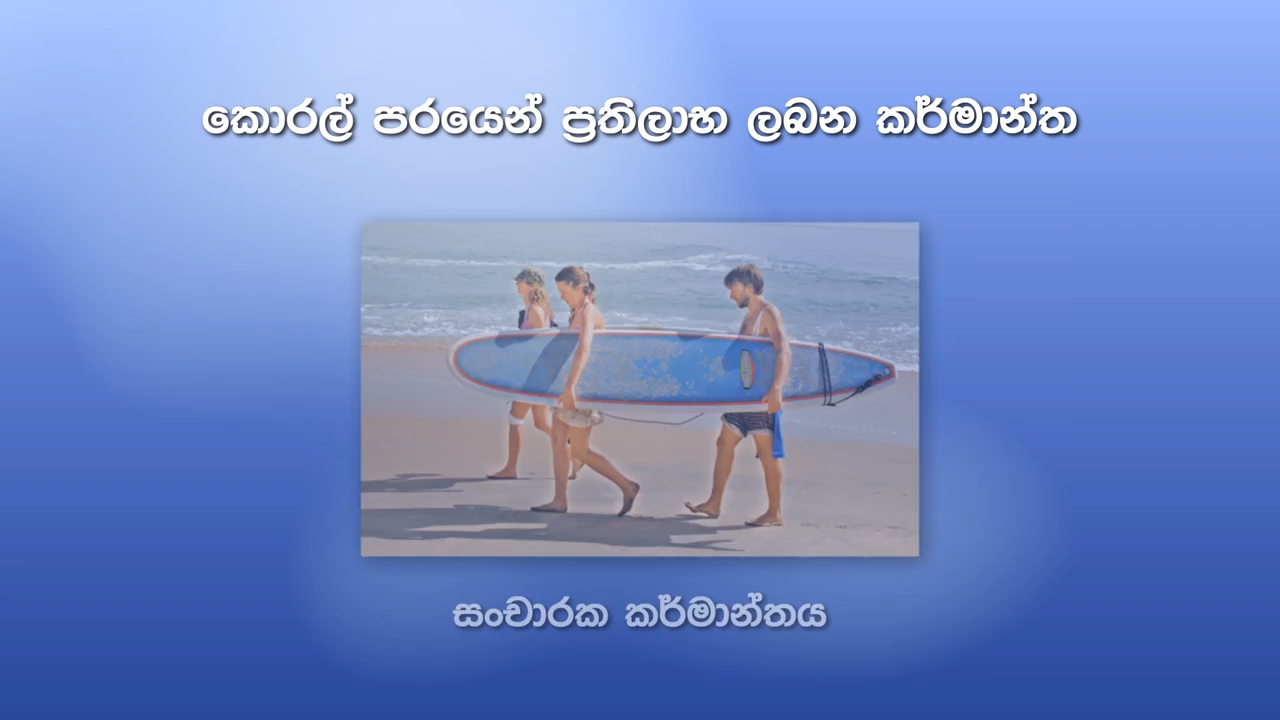 කොරල් පරයෙන් ප්‍රතිලාභ ලබන කර්මාන්ත
සංචාරක කර්මාන්තය